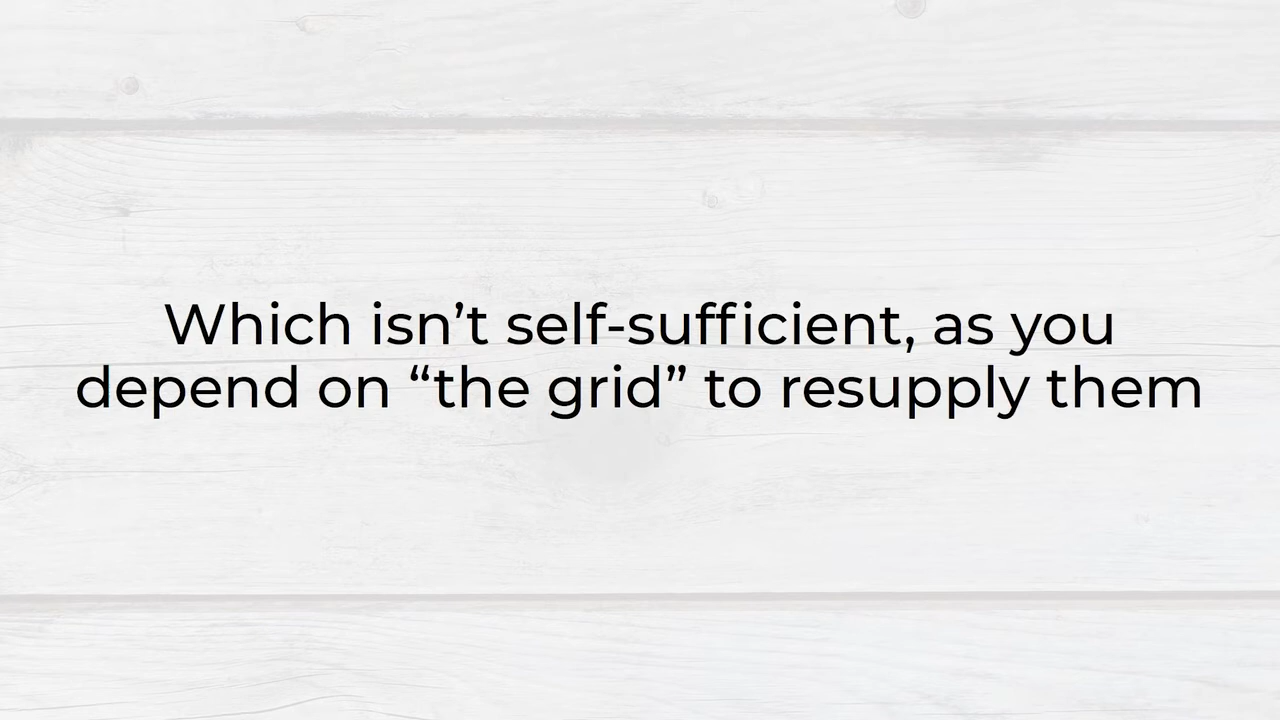 Which isn’t self-sufficient, as you
depend on “the grid” to resupply them